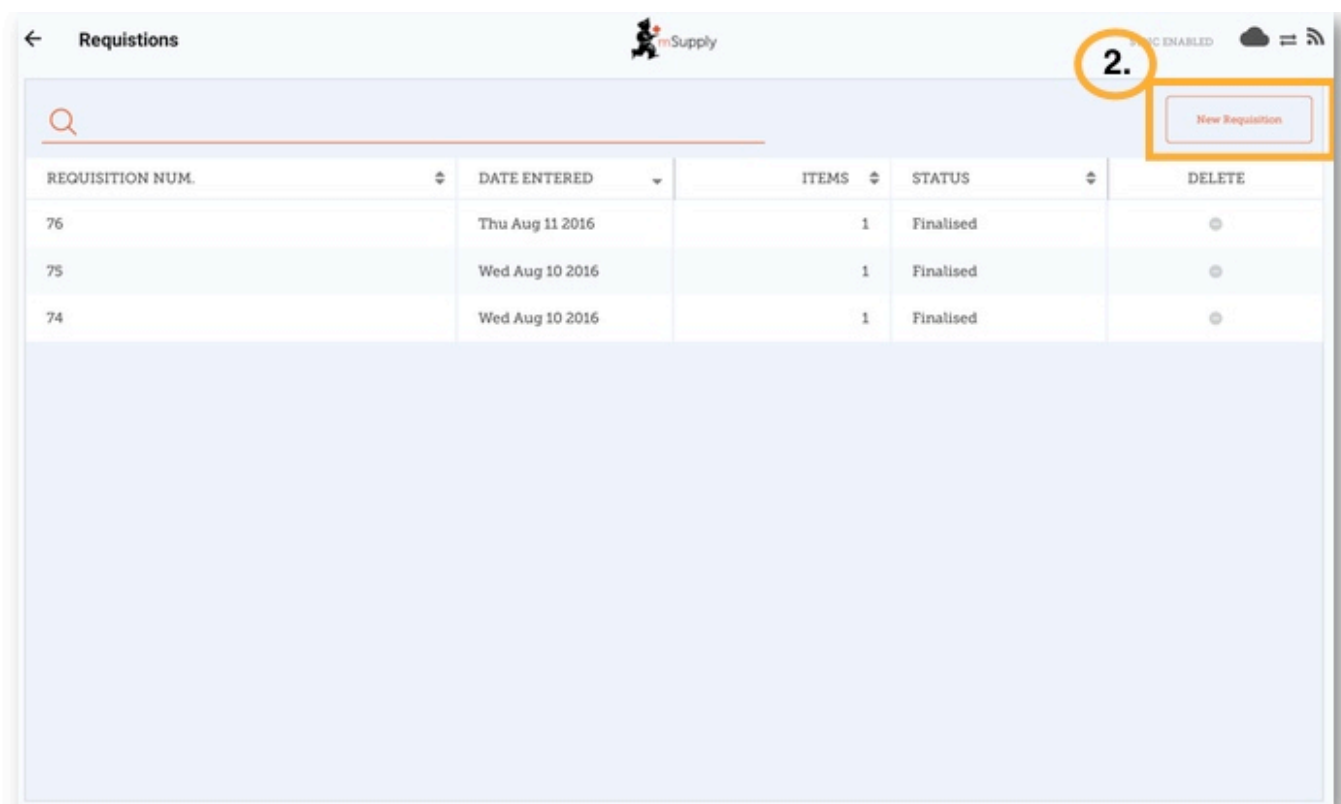 Requistions
mSupply
ENABLED
2.
New Requisition
REQUISITION NUM. DATE ENTERED ITEMS STATUS DELETE
76 Thu Aug 11 2016 1 Finalised
75 Wed Aug 10 2016 1 Finalised
74 Wed Aug 10 2016 1 Finalised